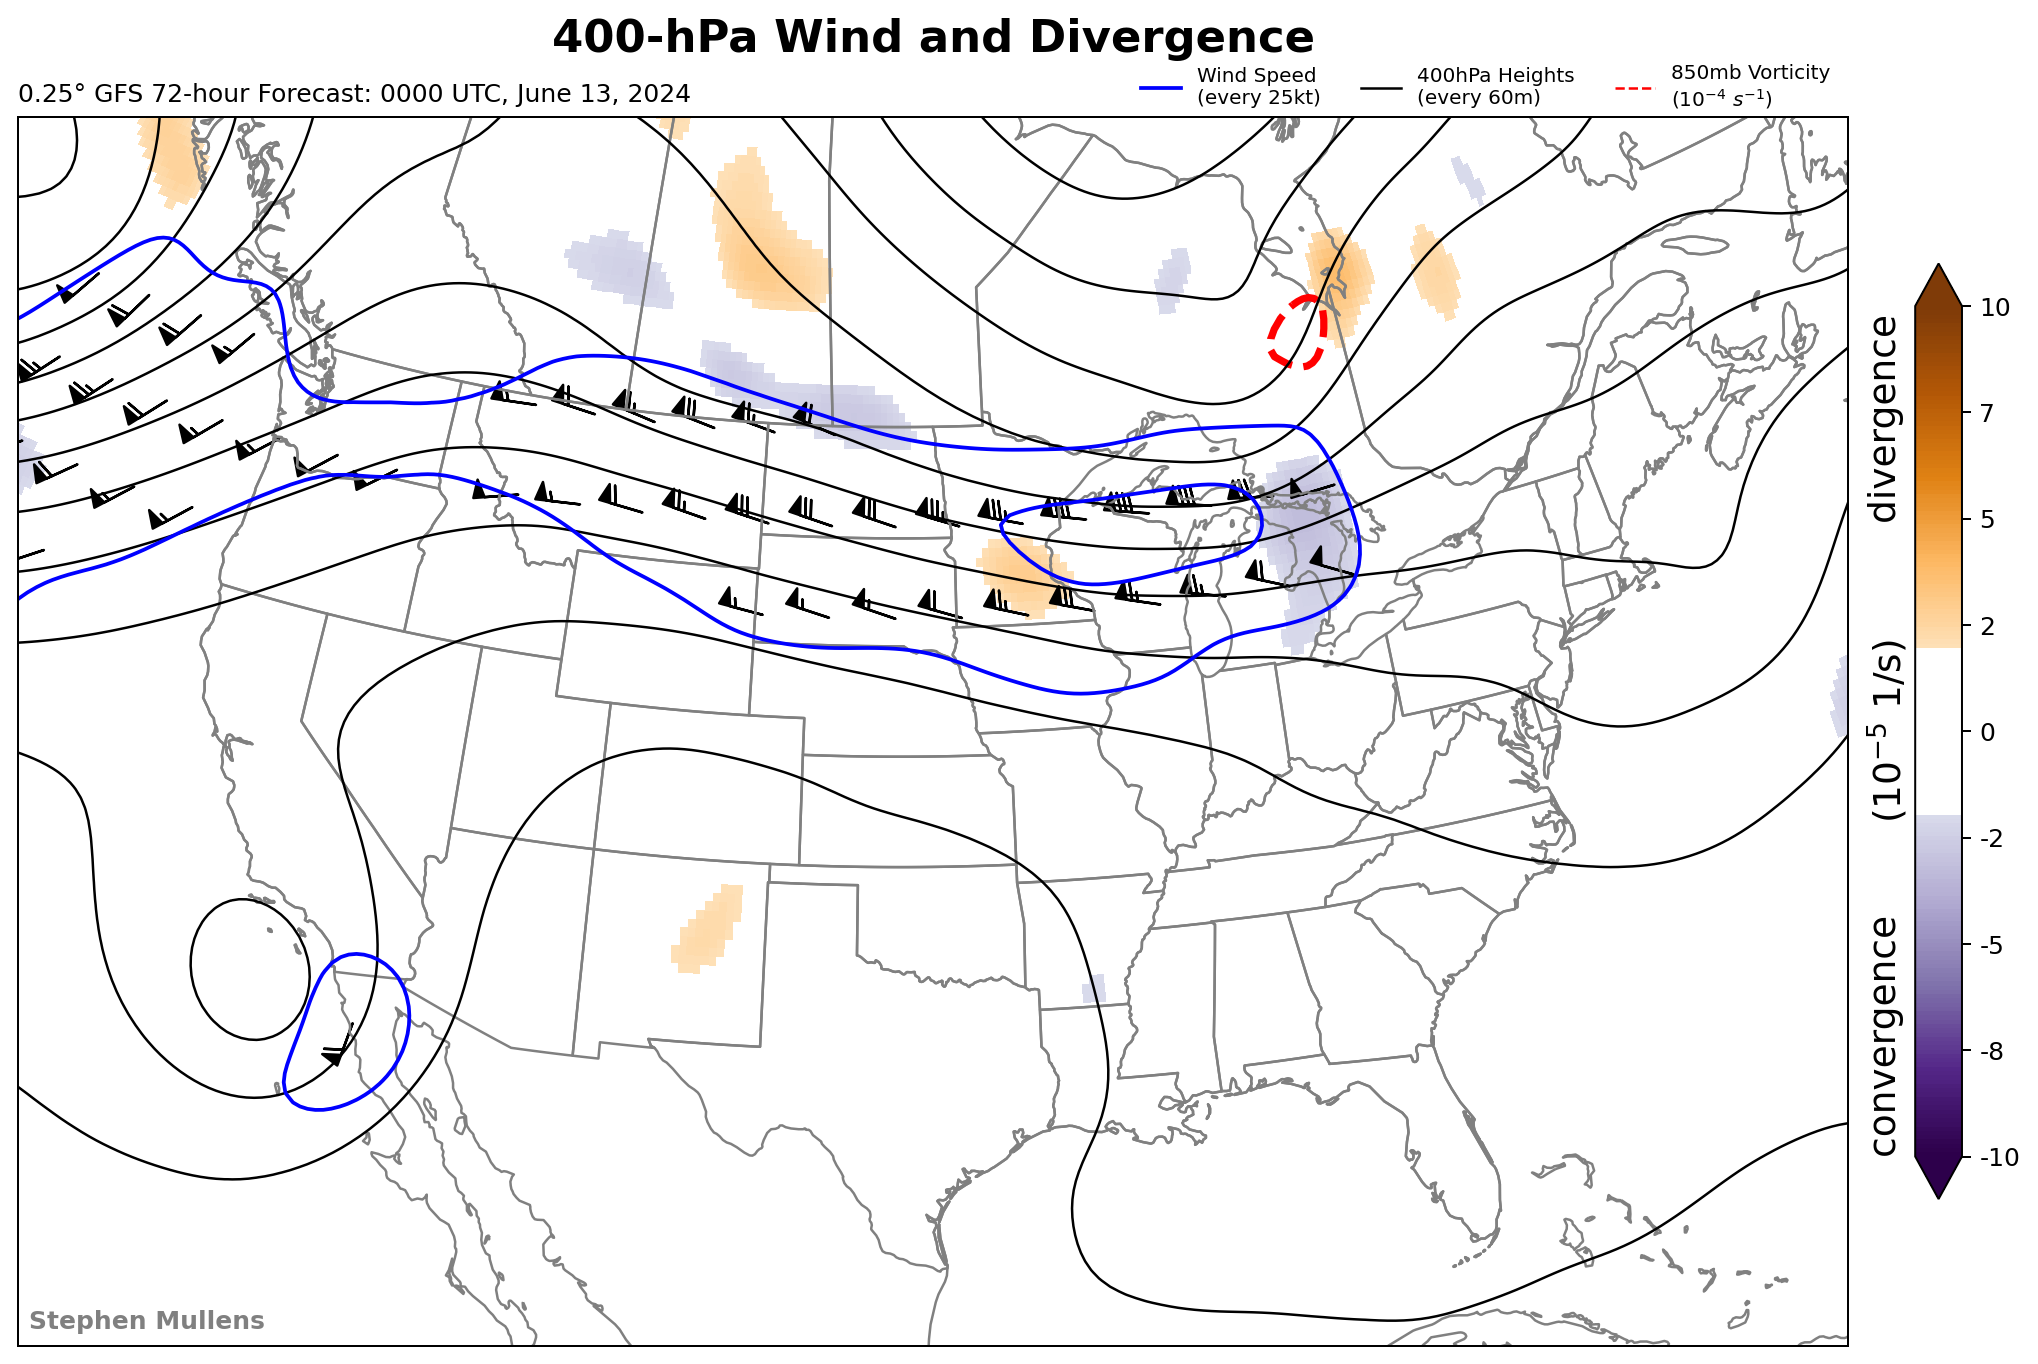 400-hPa Wind and Divergence
0.25° GFS 72-hour Forecast: 0000 UTC, June 13, 2024
Wind Speed
(every 25kt)
400hPa Heights
(every 60m)
850mb Vorticity
(10⁻⁴ s⁻¹)
10
7
5
2
0
-2
-5
-8
-10
convergence (10⁻⁵ 1/s) divergence
Stephen Mullens